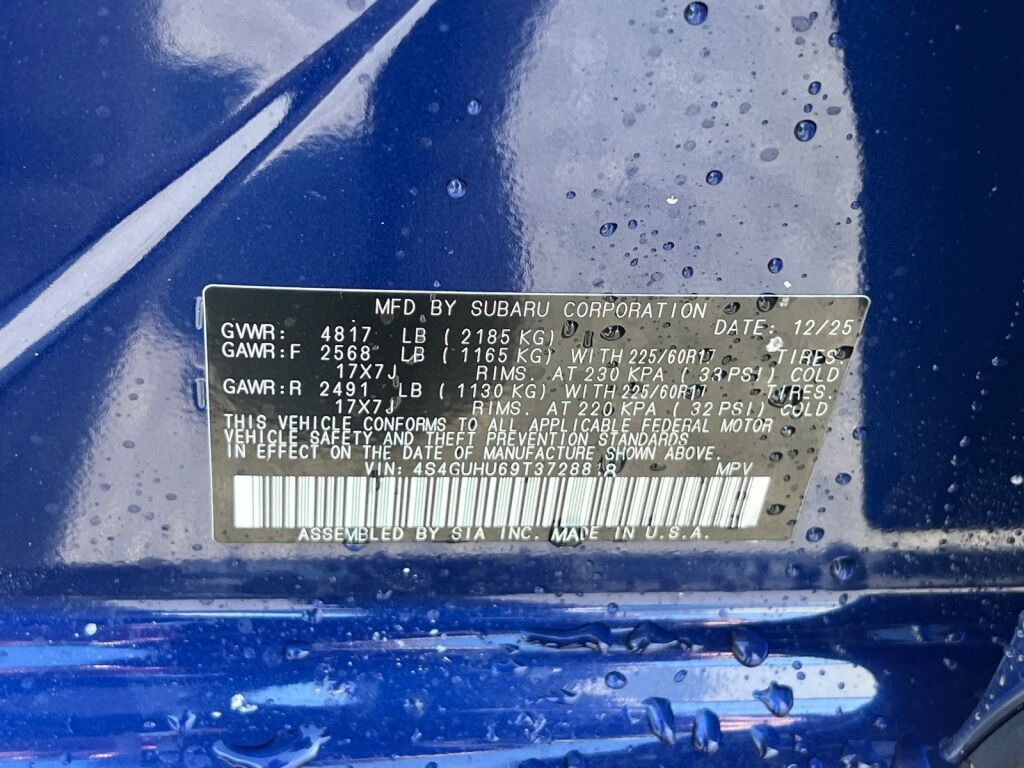 MFD BY SUBARU CORPORATION
GVWR: 4817 LB ( 2185 KG) DATE: 12/25
GAWR:F 2568 LB ( 1165 KG) WITH 225/60R17 TIRES.
17X7J RIMS. AT 230 KPA ( 33 PSI) COLD
GAWR:R 2491 LB ( 1130 KG) WITH 225/60R17 TIRES.
17X7J RIMS. AT 220 KPA ( 32 PSI) COLD
THIS VEHICLE CONFORMS TO ALL APPLICABLE FEDERAL MOTOR
VEHICLE SAFETY AND THEFT PREVENTION STANDARDS
IN EFFECT ON THE DATE OF MANUFACTURE SHOWN ABOVE.
VIN: 4S4GUHU69T3728818 MPV
ASSEMBLED BY SIA INC. MADE IN U.S.A.